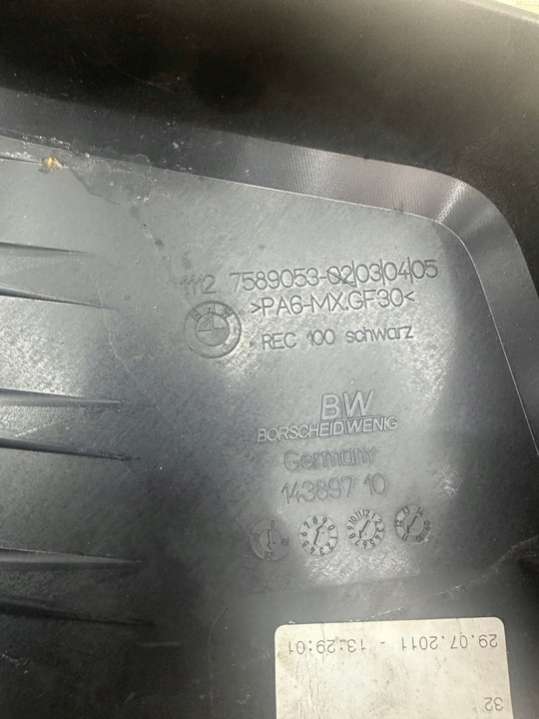 1112 7589053-02|03|04|05
>PA6-MX.GF30<
BMW
REC 100 schwarz
BW
BORSCHEID WENIG
Germany
143897 10
29.07.2011 - 13:29:01
32